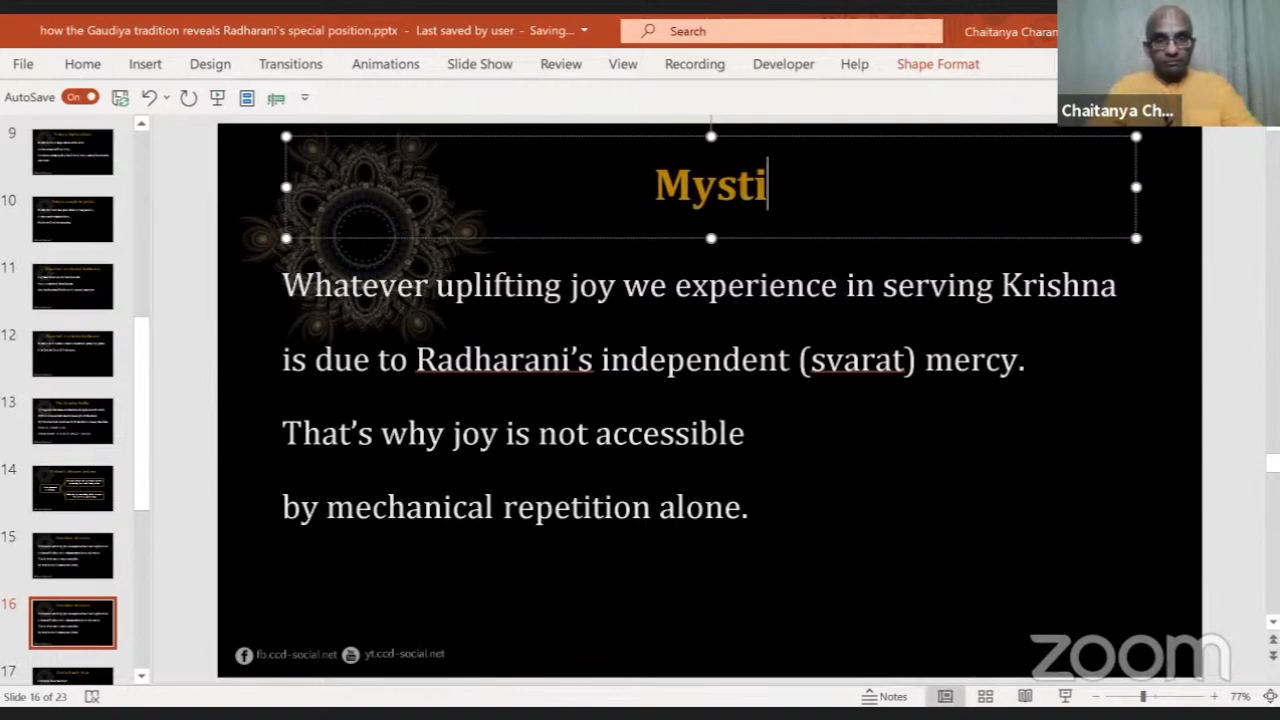 how the Gaudiya tradition reveals Radharani's special position.pptx - Last saved by user - Saving...
Search
Chaitanya Charan
File Home Insert Design Transitions Animations Slide Show Review View Recording Developer Help Shape Format
AutoSave On
Chaitanya Ch...
9
10
11
12
13
14
15
16
17
Mysti
Whatever uplifting joy we experience in serving Krishna
is due to Radharani’s independent (svarat) mercy.
That’s why joy is not accessible
by mechanical repetition alone.
fb.ccd-social.net yt.ccd-social.net
zoom
Slide 16 of 23
Notes
77%